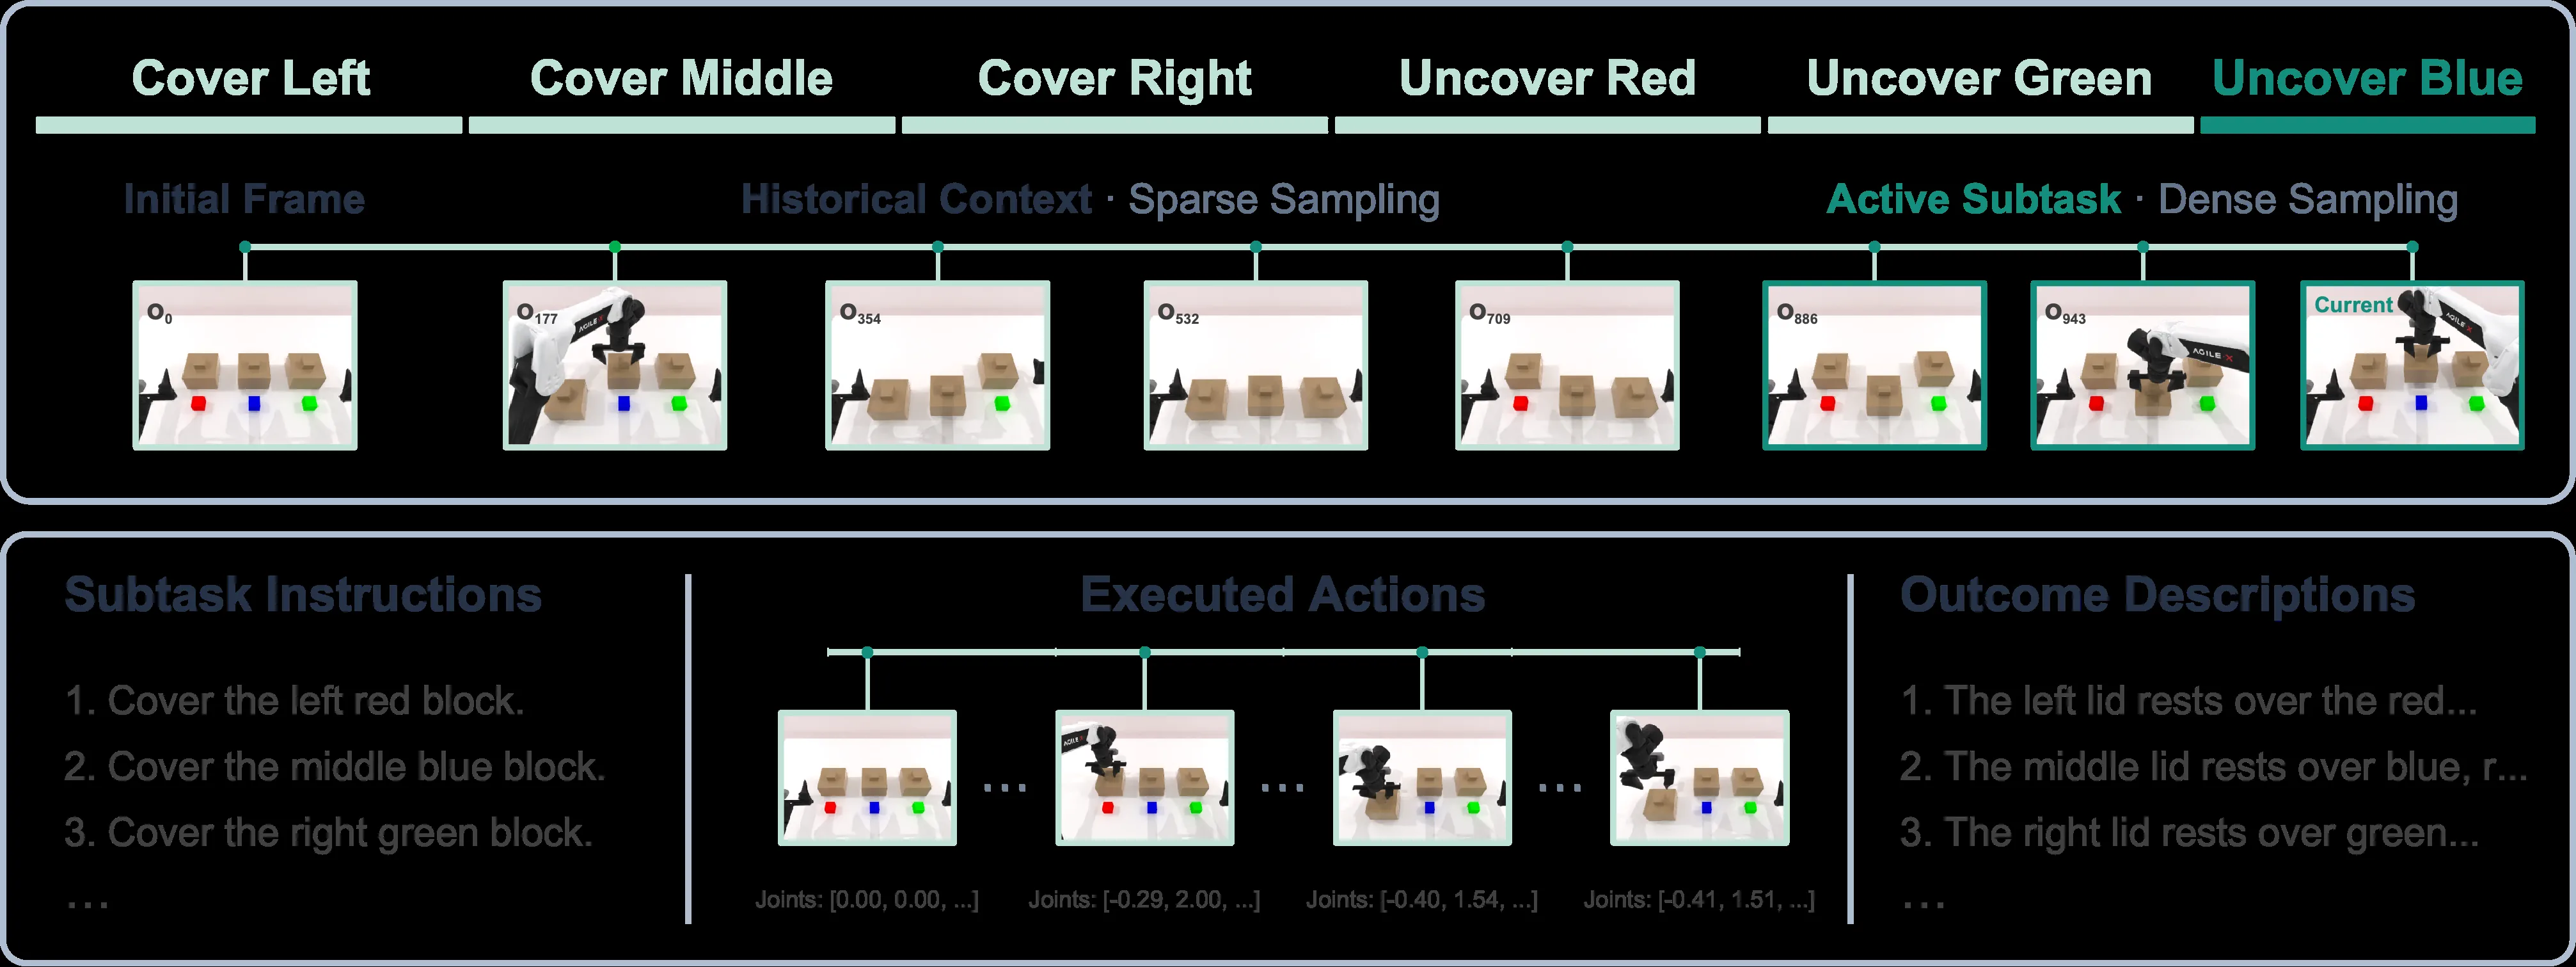 Cover Left
Cover Middle
Cover Right
Uncover Red
Uncover Green
Uncover Blue
Initial Frame
Historical Context · Sparse Sampling
Active Subtask · Dense Sampling
O0
O177
AGILE X
O354
O532
O709
O886
O943
AGILE X
Current
AGILE X
Subtask Instructions
1. Cover the left red block.
2. Cover the middle blue block.
3. Cover the right green block.
...
Executed Actions
AGILE X
... ... ...
Joints: [0.00, 0.00, ...]
Joints: [-0.29, 2.00, ...]
Joints: [-0.40, 1.54, ...]
Joints: [-0.41, 1.51, ...]
Outcome Descriptions
1. The left lid rests over the red...
2. The middle lid rests over blue, r...
3. The right lid rests over green...
...